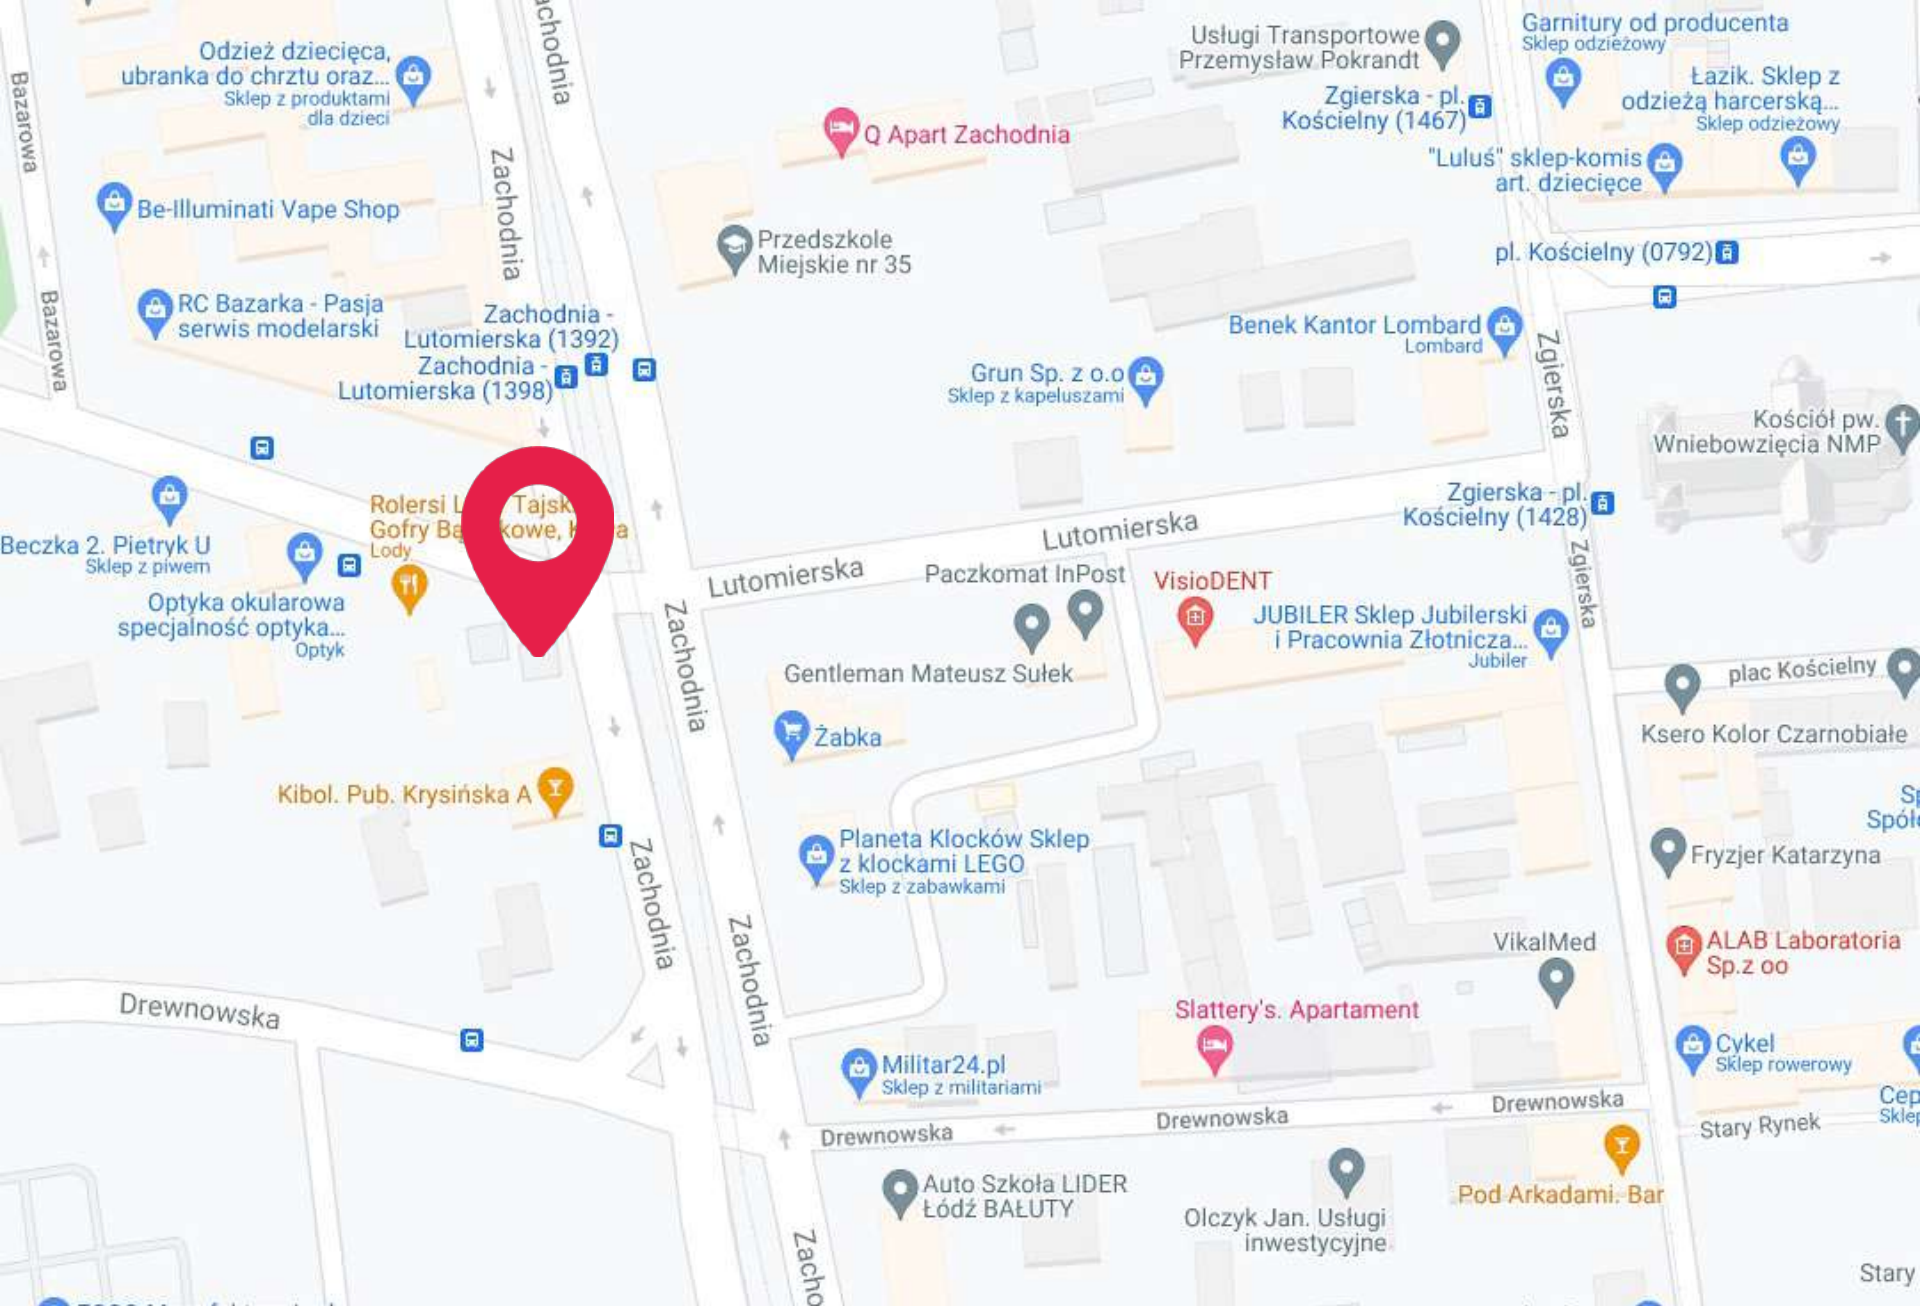 Bazarowa
Bazarowa
Odzież dziecięca,
ubranka do chrztu oraz...
Sklep z produktami
dla dzieci
Zachodnia
achodnia
Q Apart Zachodnia
Usługi Transportowe
Przemysław Pokrandt
Zgierska - pl.
Kościelny (1467)
Garnitury od producenta
Sklep odzieżowy
Łazik. Sklep z
odzieżą harcerską...
Sklep odzieżowy
"Luluś" sklep-komis
art. dziecięce
Be-Illuminati Vape Shop
Przedszkole
Miejskie nr 35
pl. Kościelny (0792)
RC Bazarka - Pasja
serwis modelarski
Zachodnia -
Lutomierska (1392)
Zachodnia -
Lutomierska (1398)
Benek Kantor Lombard
Lombard
Zgierska
Grun Sp. z o.o
Sklep z kapeluszami
Kościół pw.
Wniebowzięcia NMP
Zgierska - pl.
Kościelny (1428)
Zgierska
Rolersi
Gofry
Lody
Beczka 2. Pietryk U
Sklep z piwem
Optyka okularowa
specjalność optyka...
Optyk
Lutomierska
Lutomierska
Paczkomat InPost
VisioDENT
JUBILER Sklep Jubilerski
i Pracownia Złotnicza...
Jubiler
Gentleman Mateusz Sułek
Zachodnia
plac Kościelny
Żabka
Ksero Kolor Czarnobiałe
Kibol. Pub. Krysińska A
Zachodnia
Planeta Klocków Sklep
z klockami LEGO
Sklep z zabawkami
Fryzjer Katarzyna
VikalMed
ALAB Laboratoria
Sp.z oo
Zachodnia
Drewnowska
Slattery's. Apartament
Militar24.pl
Sklep z militariami
Cykel
Sklep rowerowy
Drewnowska
Drewnowska
Drewnowska
Stary Rynek
Auto Szkoła LIDER
Łódź BAŁUTY
Olczyk Jan. Usługi
inwestycyjne
Pod Arkadami. Bar
Zacho
Stary